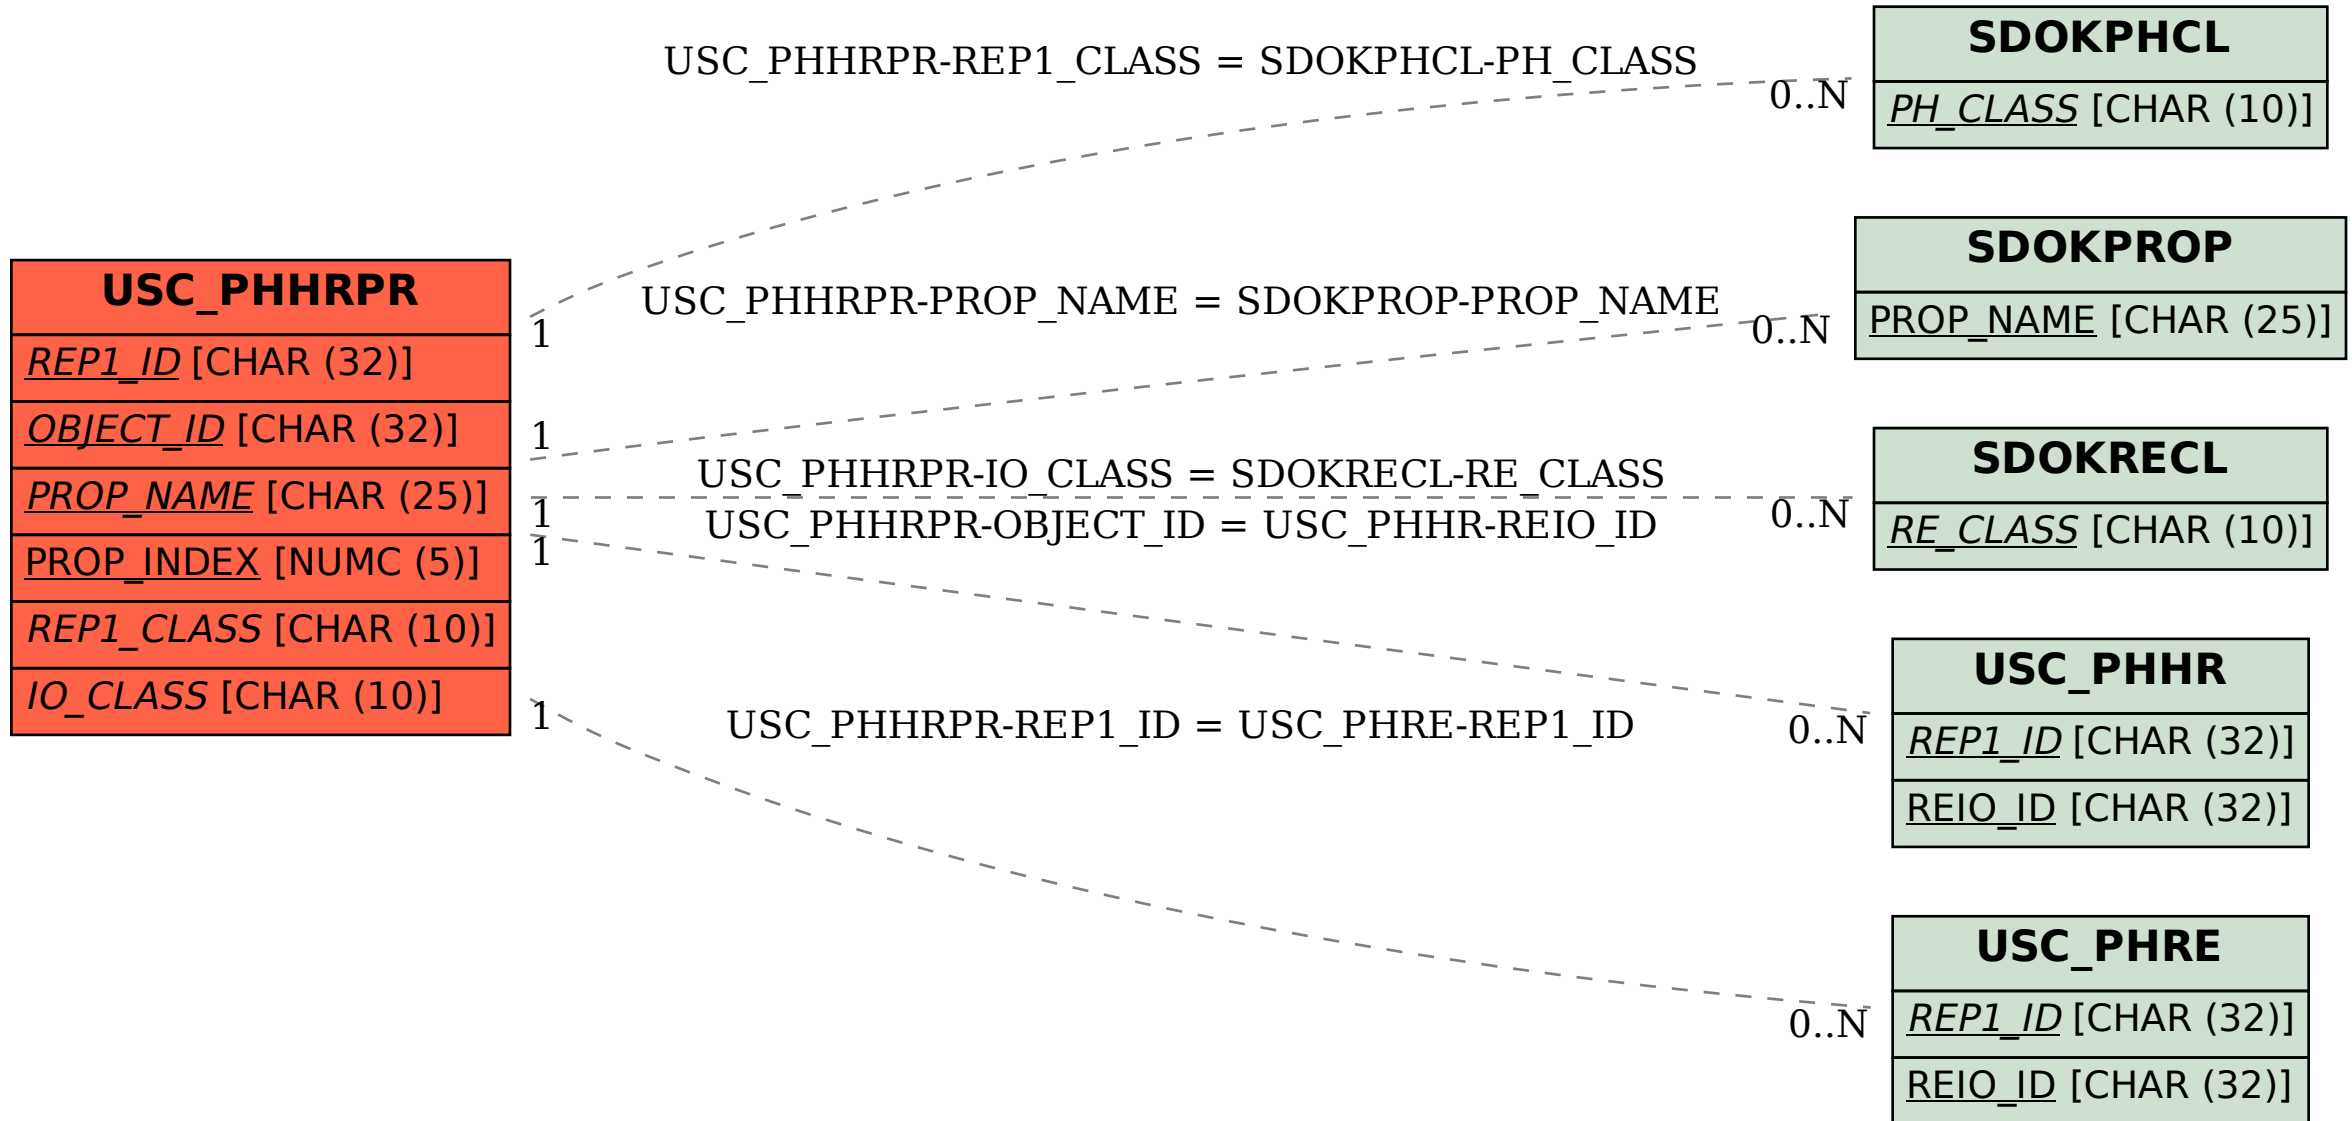 USC_PHHRPR
REP1_ID [CHAR (32)]
OBJECT_ID [CHAR (32)]
PROP_NAME [CHAR (25)]
PROP_INDEX [NUMC (5)]
REP1_CLASS [CHAR (10)]
IO_CLASS [CHAR (10)]
USC_PHHRPR-REP1_CLASS = SDOKPHCL-PH_CLASS
1
0..N
USC_PHHRPR-PROP_NAME = SDOKPROP-PROP_NAME
1
0..N
USC_PHHRPR-IO_CLASS = SDOKRECL-RE_CLASS
1
0..N
USC_PHHRPR-OBJECT_ID = USC_PHHR-REIO_ID
1
0..N
USC_PHHRPR-REP1_ID = USC_PHRE-REP1_ID
1
0..N
SDOKPHCL
PH_CLASS [CHAR (10)]
SDOKPROP
PROP_NAME [CHAR (25)]
SDOKRECL
RE_CLASS [CHAR (10)]
USC_PHHR
REP1_ID [CHAR (32)]
REIO_ID [CHAR (32)]
USC_PHRE
REP1_ID [CHAR (32)]
REIO_ID [CHAR (32)]